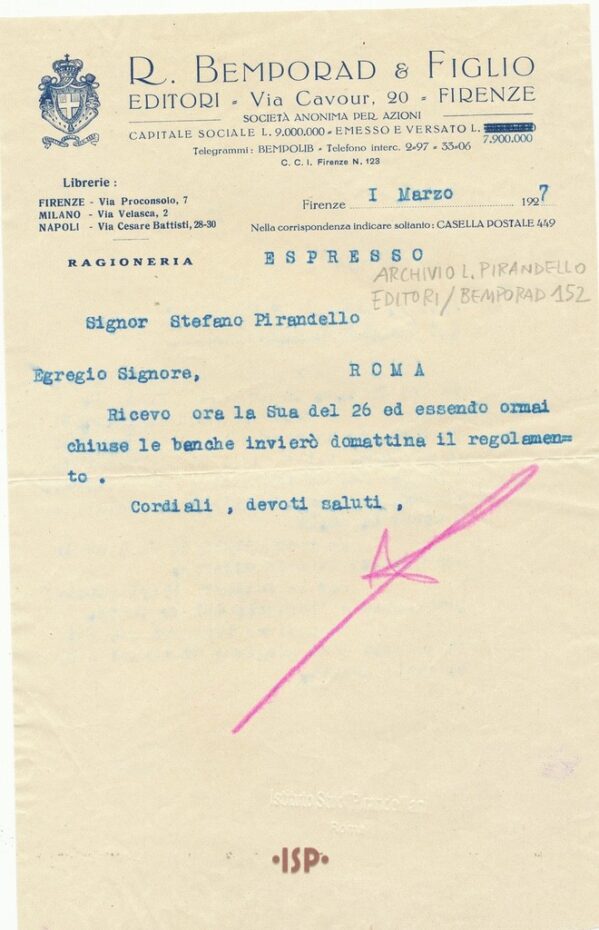 R. BEMPORAD & FIGLIO
EDITORI - Via Cavour, 20 - FIRENZE
SOCIETÀ ANONIMA PER AZIONI
CAPITALE SOCIALE L. 9.000.000 - EMESSO E VERSATO L.
7.900.000
Telegrammi: BEMPOLIB - Telefono interc. 2-97 - 33-06
C. C. I. Firenze N. 123
Librerie :
FIRENZE - Via Proconsolo, 7
MILANO - Via Velasca, 2
NAPOLI - Via Cesare Battisti, 28-30
Firenze I Marzo 1927
Nella corrispondenza indicare soltanto: CASELLA POSTALE 449
RAGIONERIA
ESPRESSO
ARCHIVIO L. PIRANDELLO
EDITORI/BEMPORAD 152
Signor Stefano Pirandello
Egregio Signore, ROMA
Ricevo ora la Sua del 26 ed essendo ormai
chiuse le banche invierò domattina il regolamen=
to .
Cordiali , devoti saluti ,
Roma
·ISP·